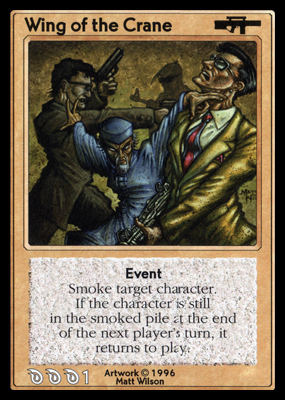 Wing of the Crane
Event
Smoke target character.
If the character is still
in the smoked pile at the end
of the next player's turn, it
returns to play.
1
Artwork © 1996
Matt Wilson